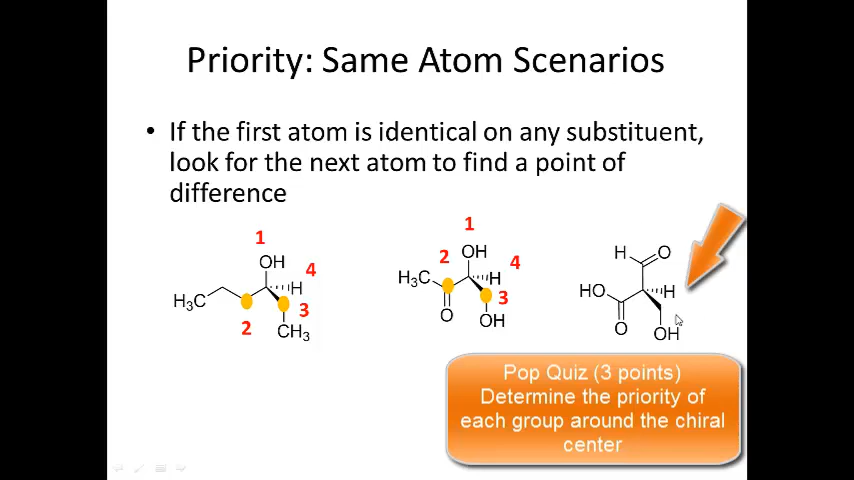 Priority: Same Atom Scenarios
• If the first atom is identical on any substituent,
look for the next atom to find a point of
difference
1
OH
4
H
H3C
3
2
CH3
1
OH
2
4
H3C
H
3
O
OH
H
O
HO
H
O
OH
Pop Quiz (3 points)
Determine the priority of
each group around the chiral
center